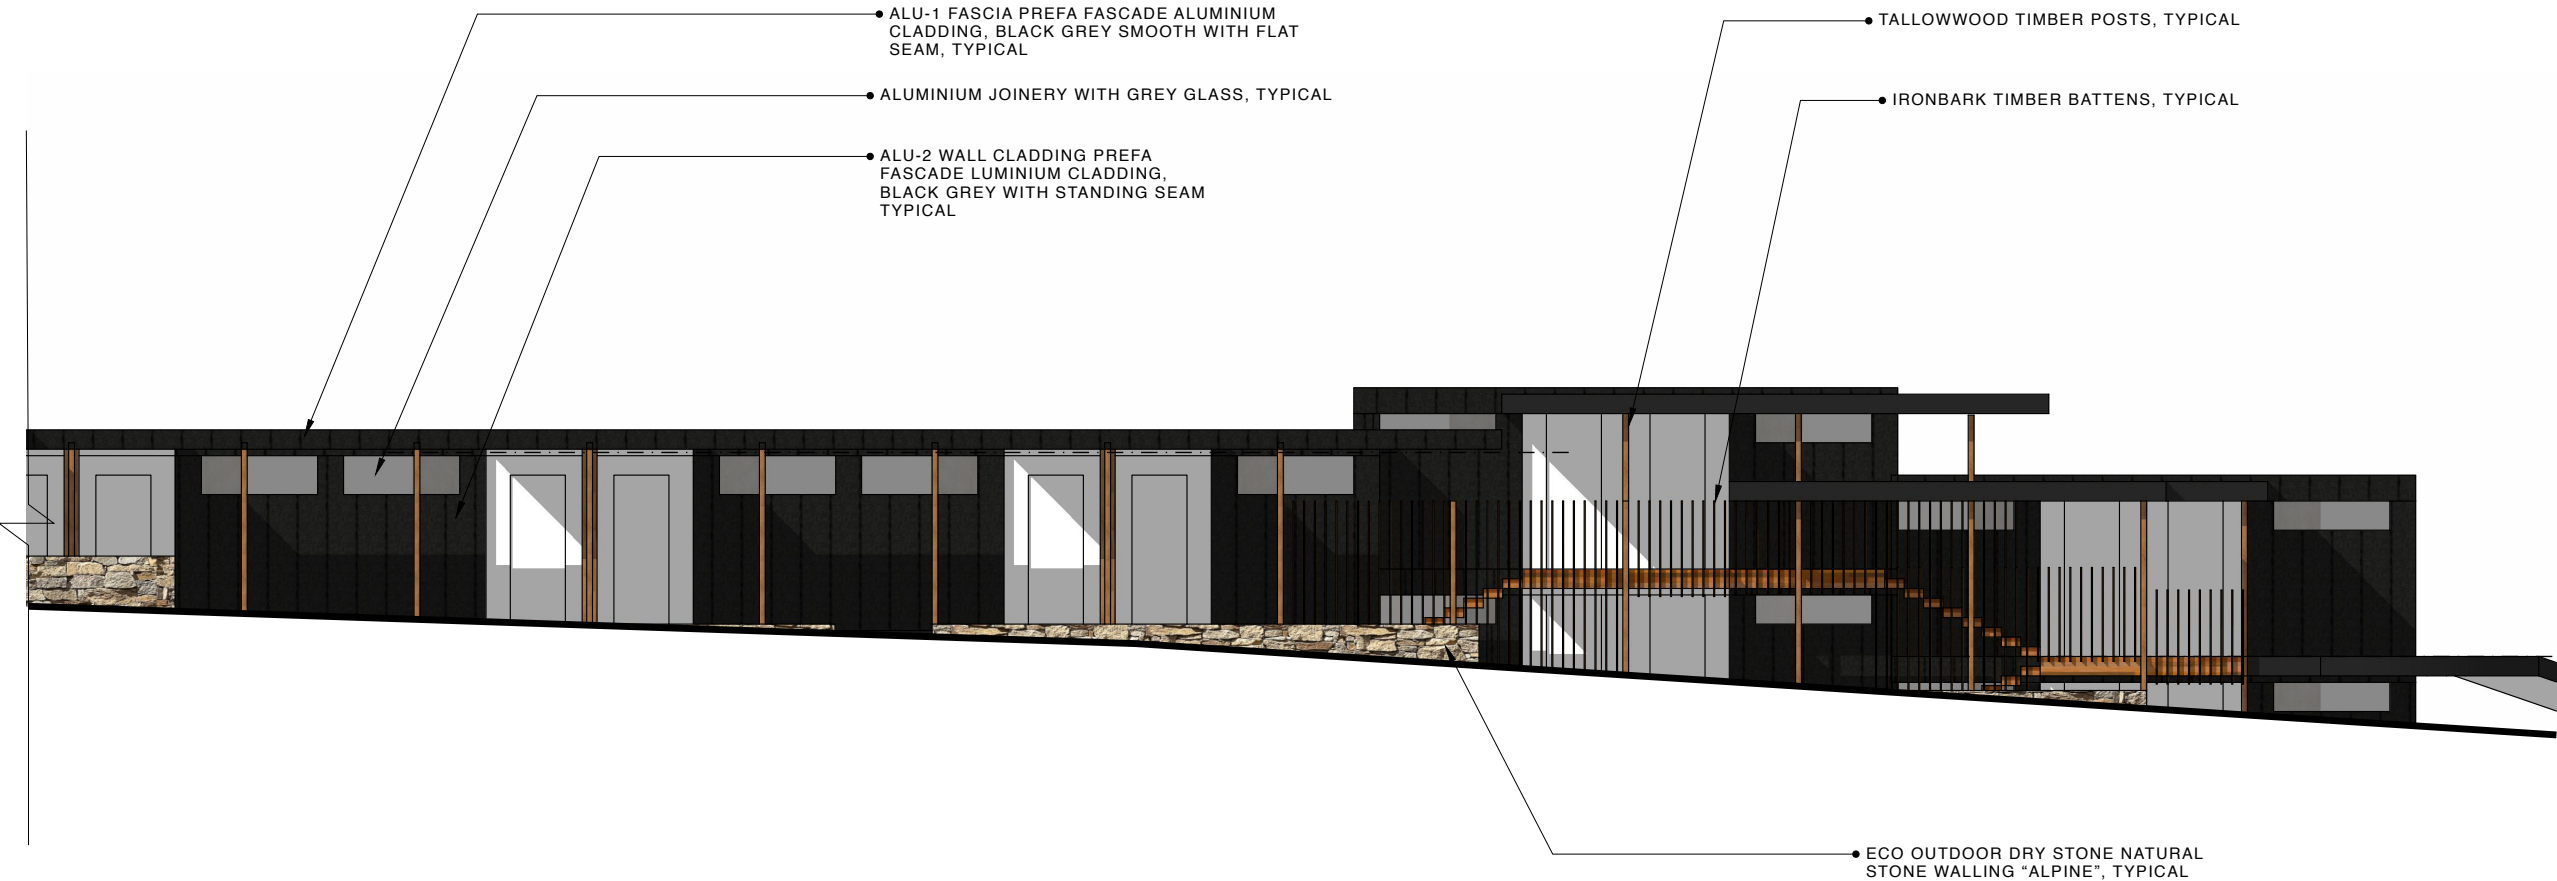 ALU-1 FASCIA PREFA FASCADE ALUMINIUM
CLADDING, BLACK GREY SMOOTH WITH FLAT
SEAM, TYPICAL
ALUMINIUM JOINERY WITH GREY GLASS, TYPICAL
ALU-2 WALL CLADDING PREFA
FASCADE LUMINIUM CLADDING,
BLACK GREY WITH STANDING SEAM
TYPICAL
TALLOWWOOD TIMBER POSTS, TYPICAL
IRONBARK TIMBER BATTENS, TYPICAL
ECO OUTDOOR DRY STONE NATURAL
STONE WALLING “ALPINE”, TYPICAL